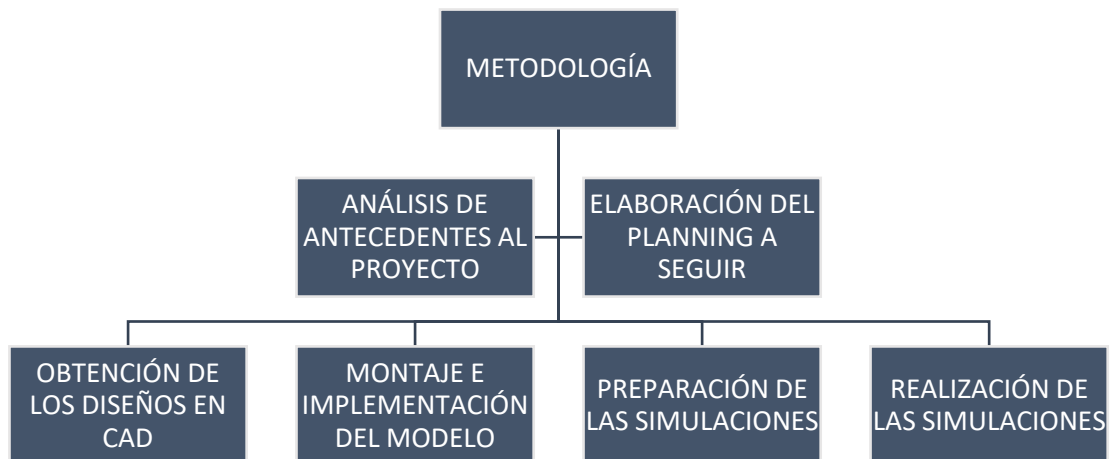 METODOLOGÍA
ANÁLISIS DE
ANTECEDENTES AL
PROYECTO
ELABORACIÓN DEL
PLANNING A
SEGUIR
OBTENCIÓN DE
LOS DISEÑOS EN
CAD
MONTAJE E
IMPLEMENTACIÓN
DEL MODELO
PREPARACIÓN DE
LAS SIMULACIONES
REALIZACIÓN DE
LAS SIMULACIONES